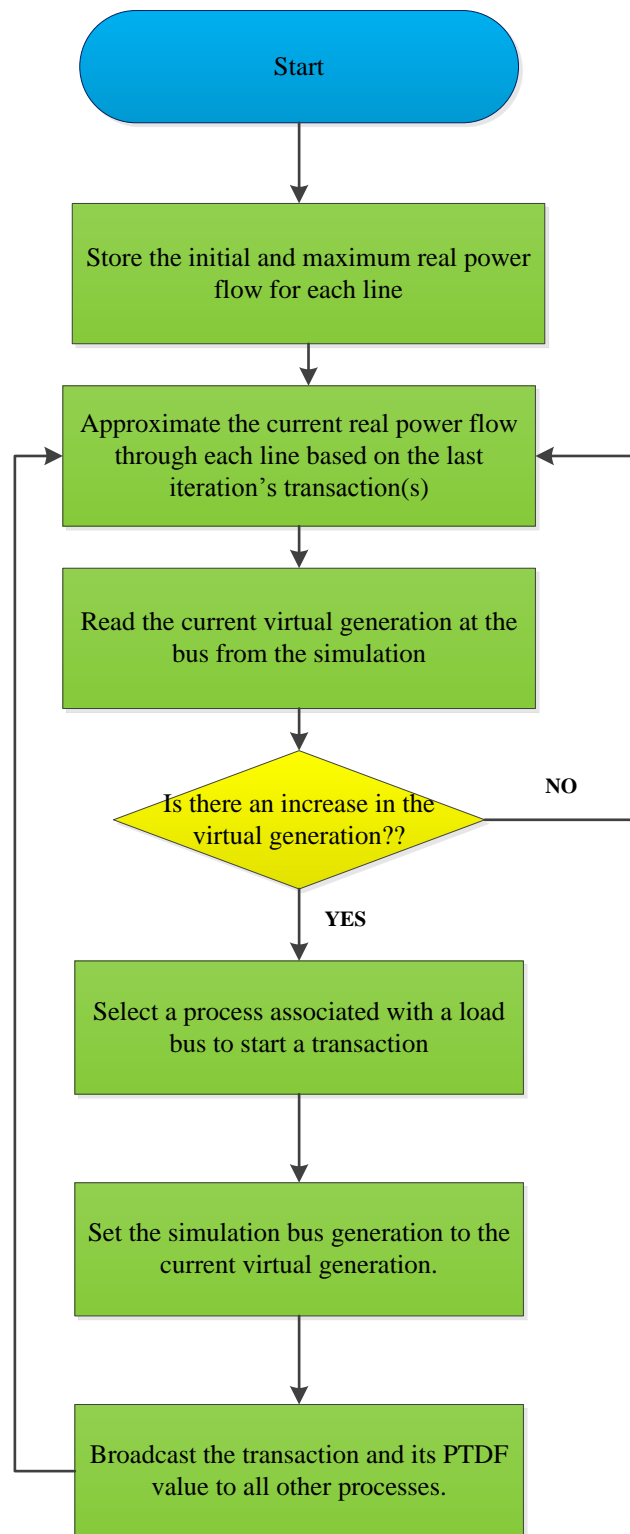 Start
Store the initial and maximum real power
flow for each line
Approximate the current real power flow
through each line based on the last
iteration’s transaction(s)
Read the current virtual generation at the
bus from the simulation
Is there an increase in the
virtual generation??
NO
YES
Select a process associated with a load
bus to start a transaction
Set the simulation bus generation to the
current virtual generation.
Broadcast the transaction and its PTDF
value to all other processes.